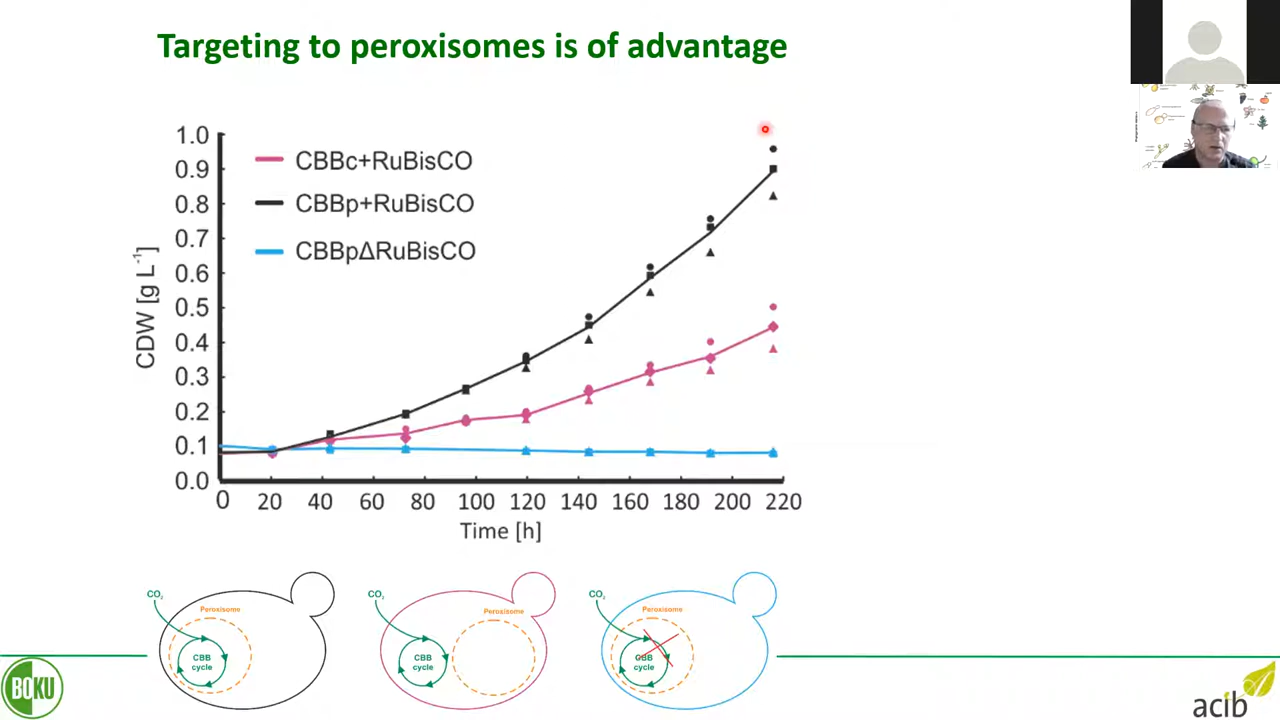 Targeting to peroxisomes is of advantage
CBBc+RuBisCO
CBBp+RuBisCO
CBBpΔRuBisCO
CDW [g L⁻¹]
1.0
0.9
0.8
0.7
0.6
0.5
0.4
0.3
0.2
0.1
0.0
0 20 40 60 80 100 120 140 160 180 200 220
Time [h]
CO₂
Peroxisome
CBB
cycle
CO₂
Peroxisome
CBB
cycle
CO₂
Peroxisome
CBB
cycle
BOKU
acib